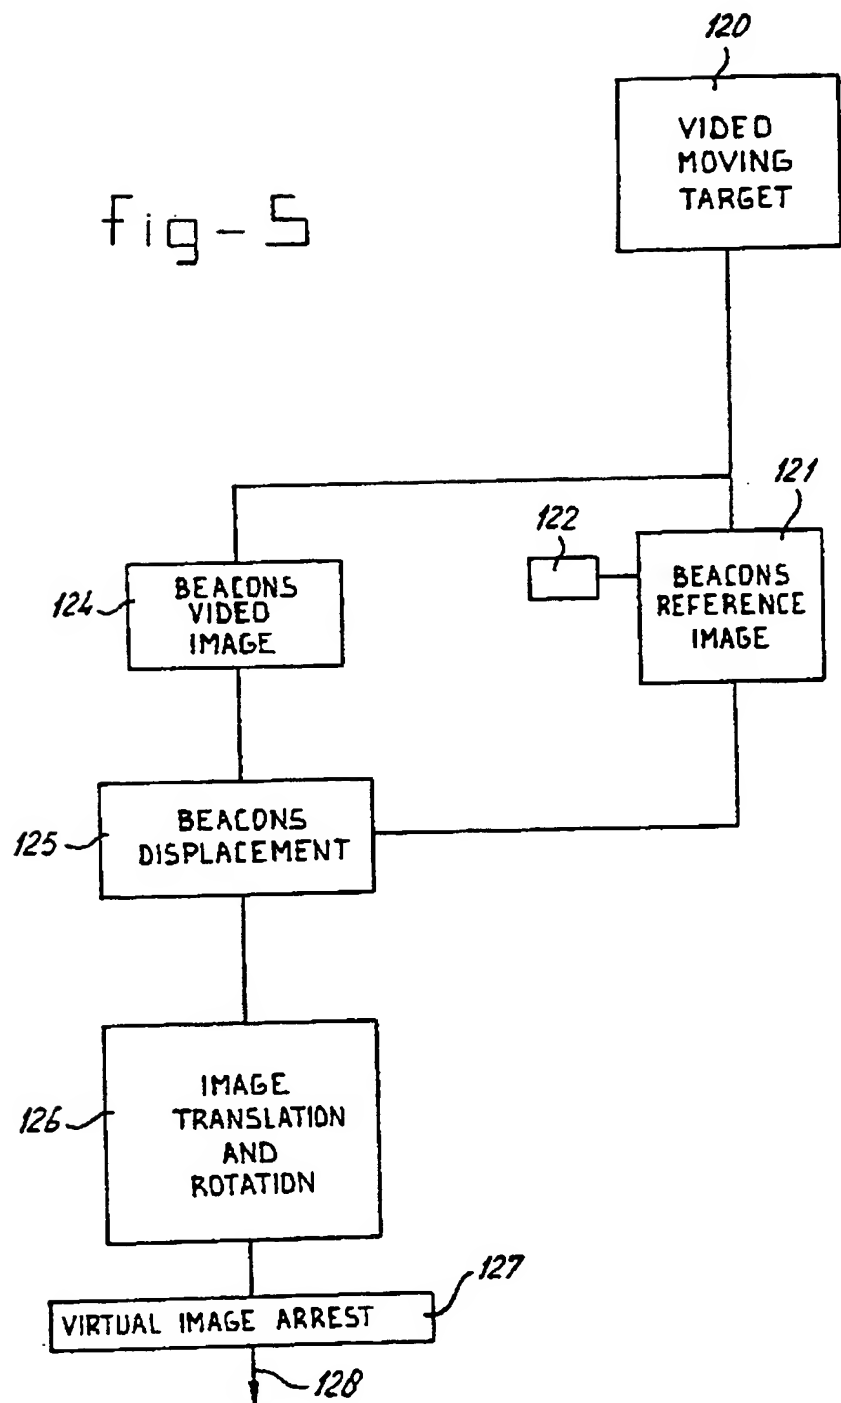 120
VIDEO
MOVING
TARGET
fig-5
121
122
BEACONS
REFERENCE
IMAGE
124
BEACONS
VIDEO
IMAGE
125
BEACONS
DISPLACEMENT
126
IMAGE
TRANSLATION
AND
ROTATION
127
VIRTUAL IMAGE ARREST
128